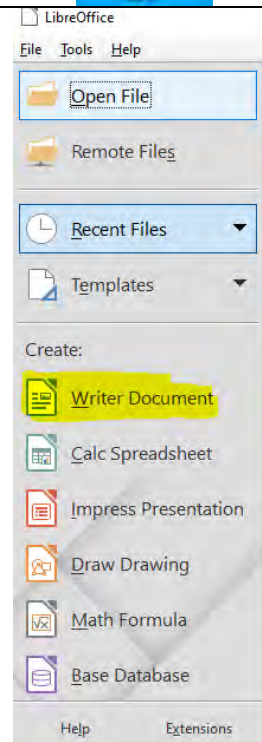 LibreOffice
File Tools Help
Open File
Remote Files
Recent Files
Templates
Create:
Writer Document
Calc Spreadsheet
Impress Presentation
Draw Drawing
√x Math Formula
Base Database
Help Extensions